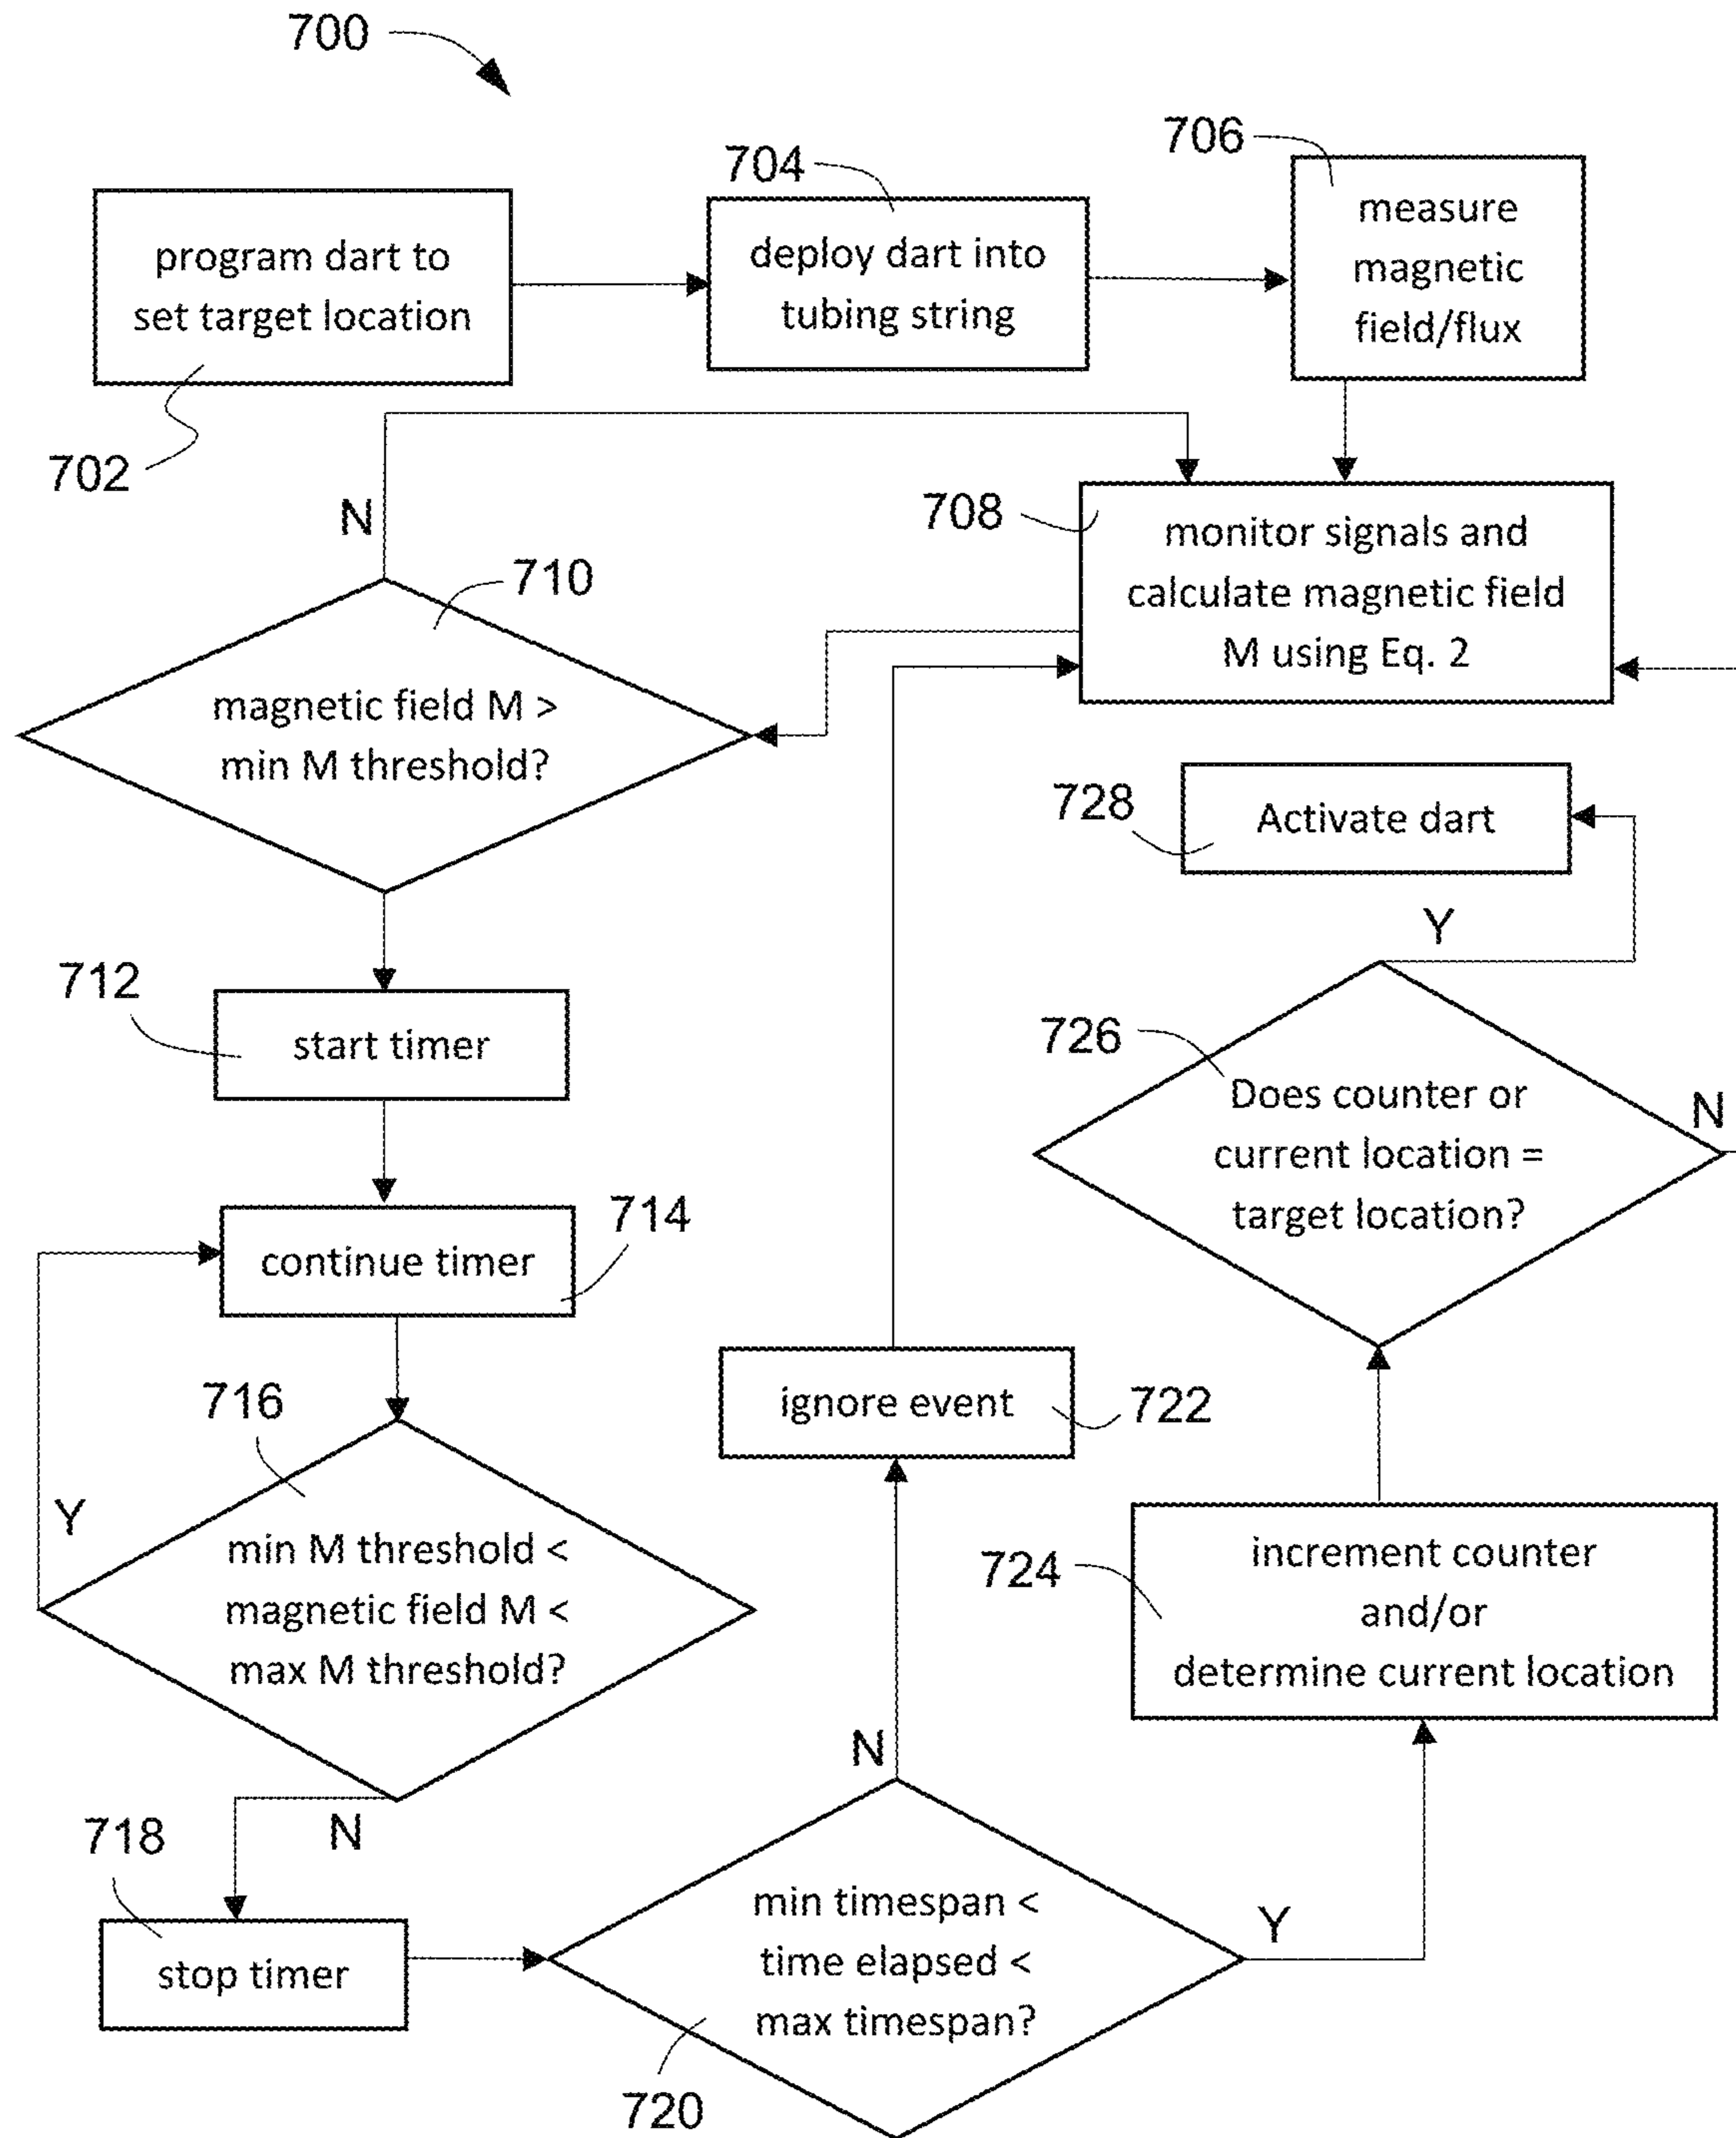 700
702
program dart to
set target location
704
deploy dart into
tubing string
706
measure
magnetic
field/flux
708
monitor signals and
calculate magnetic field
M using Eq. 2
N
710
magnetic field M >
min M threshold?
712
start timer
714
continue timer
716
min M threshold <
magnetic field M <
max M threshold?
Y
N
718
stop timer
720
min timespan <
time elapsed <
max timespan?
N
Y
722
ignore event
724
increment counter
and/or
determine current location
726
Does counter or
current location =
target location?
N
Y
728
Activate dart